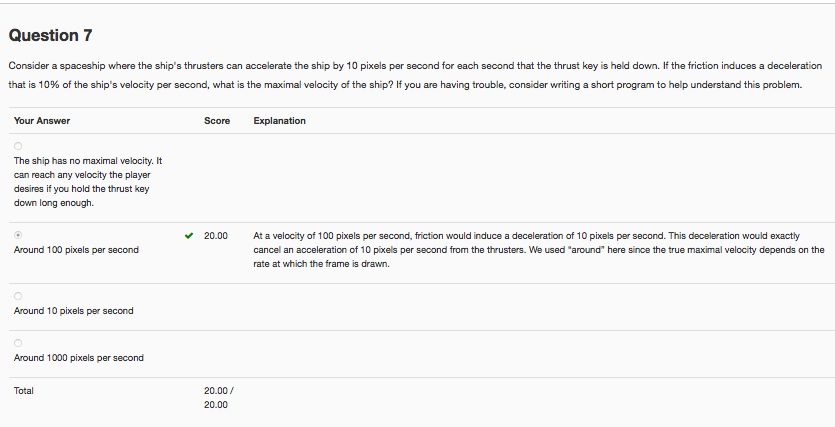 Question 7
Consider a spaceship where the ship's thrusters can accelerate the ship by 10 pixels per second for each second that the thrust key is held down. If the friction induces a deceleration
that is 10% of the ship's velocity per second, what is the maximal velocity of the ship? If you are having trouble, consider writing a short program to help understand this problem.
Your Answer Score Explanation
The ship has no maximal velocity. It
can reach any velocity the player
desires if you hold the thrust key
down long enough.
Around 100 pixels per second
20.00
At a velocity of 100 pixels per second, friction would induce a deceleration of 10 pixels per second. This deceleration would exactly
cancel an acceleration of 10 pixels per second from the thrusters. We used "around" here since the true maximal velocity depends on the
rate at which the frame is drawn.
Around 10 pixels per second
Around 1000 pixels per second
Total
20.00 /
20.00